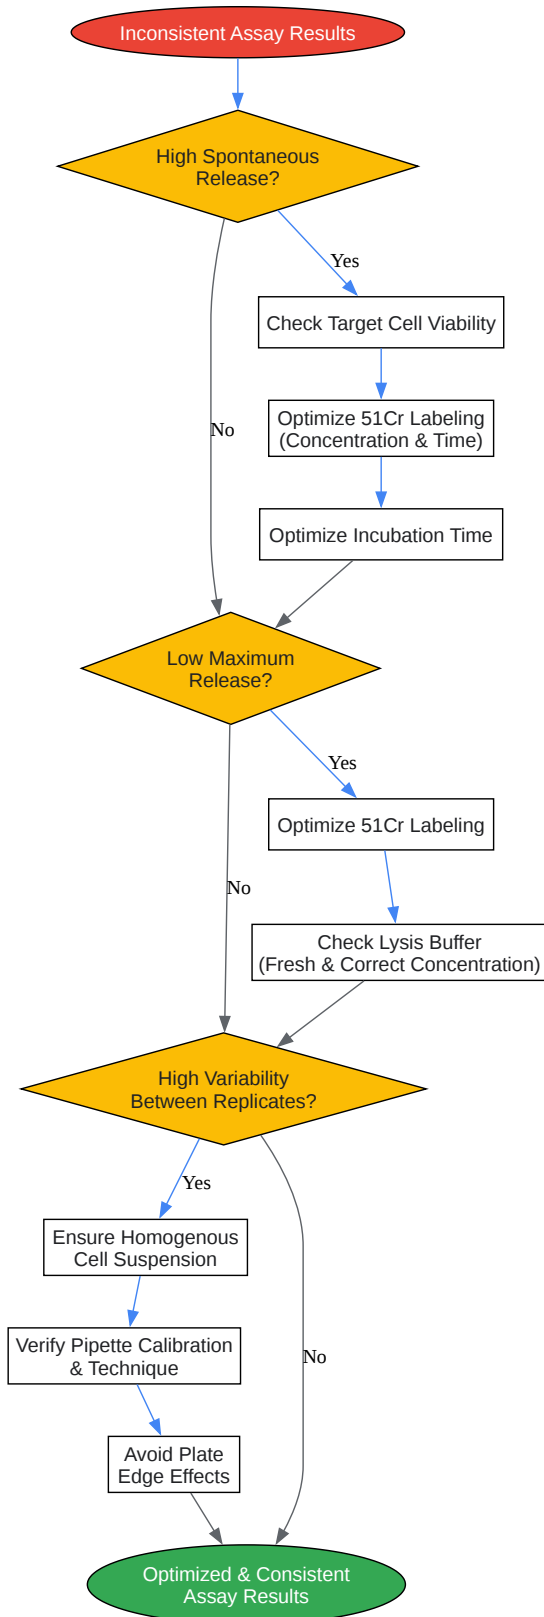 Inconsistent Assay Results
High Spontaneous
Release?
Yes
Check Target Cell Viability
Optimize 51Cr Labeling
(Concentration & Time)
No
Optimize Incubation Time
Low Maximum
Release?
Yes
Optimize 51Cr Labeling
No
Check Lysis Buffer
(Fresh & Correct Concentration)
High Variability
Between Replicates?
Yes
Ensure Homogenous
Cell Suspension
Verify Pipette Calibration
& Technique
No
Avoid Plate
Edge Effects
Optimized & Consistent
Assay Results